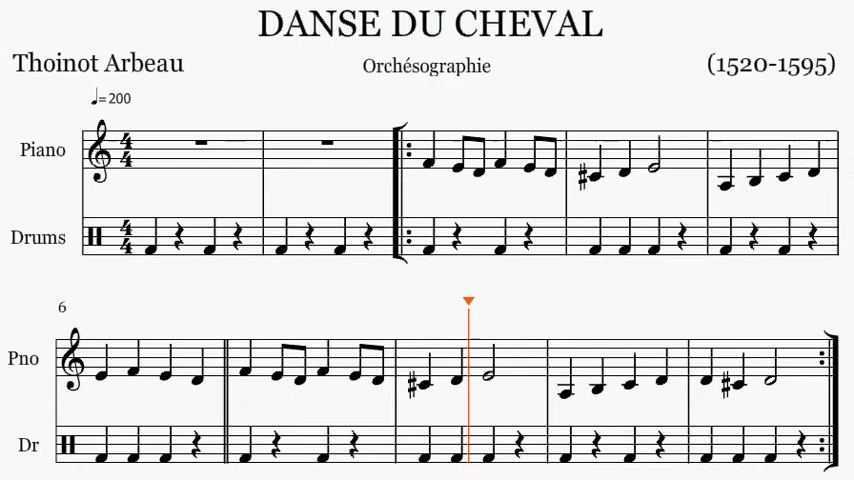 DANSE DU CHEVAL
Thoinot Arbeau Orchésographie (1520-1595)
♩=200
Piano
Drums
6
Pno
Dr